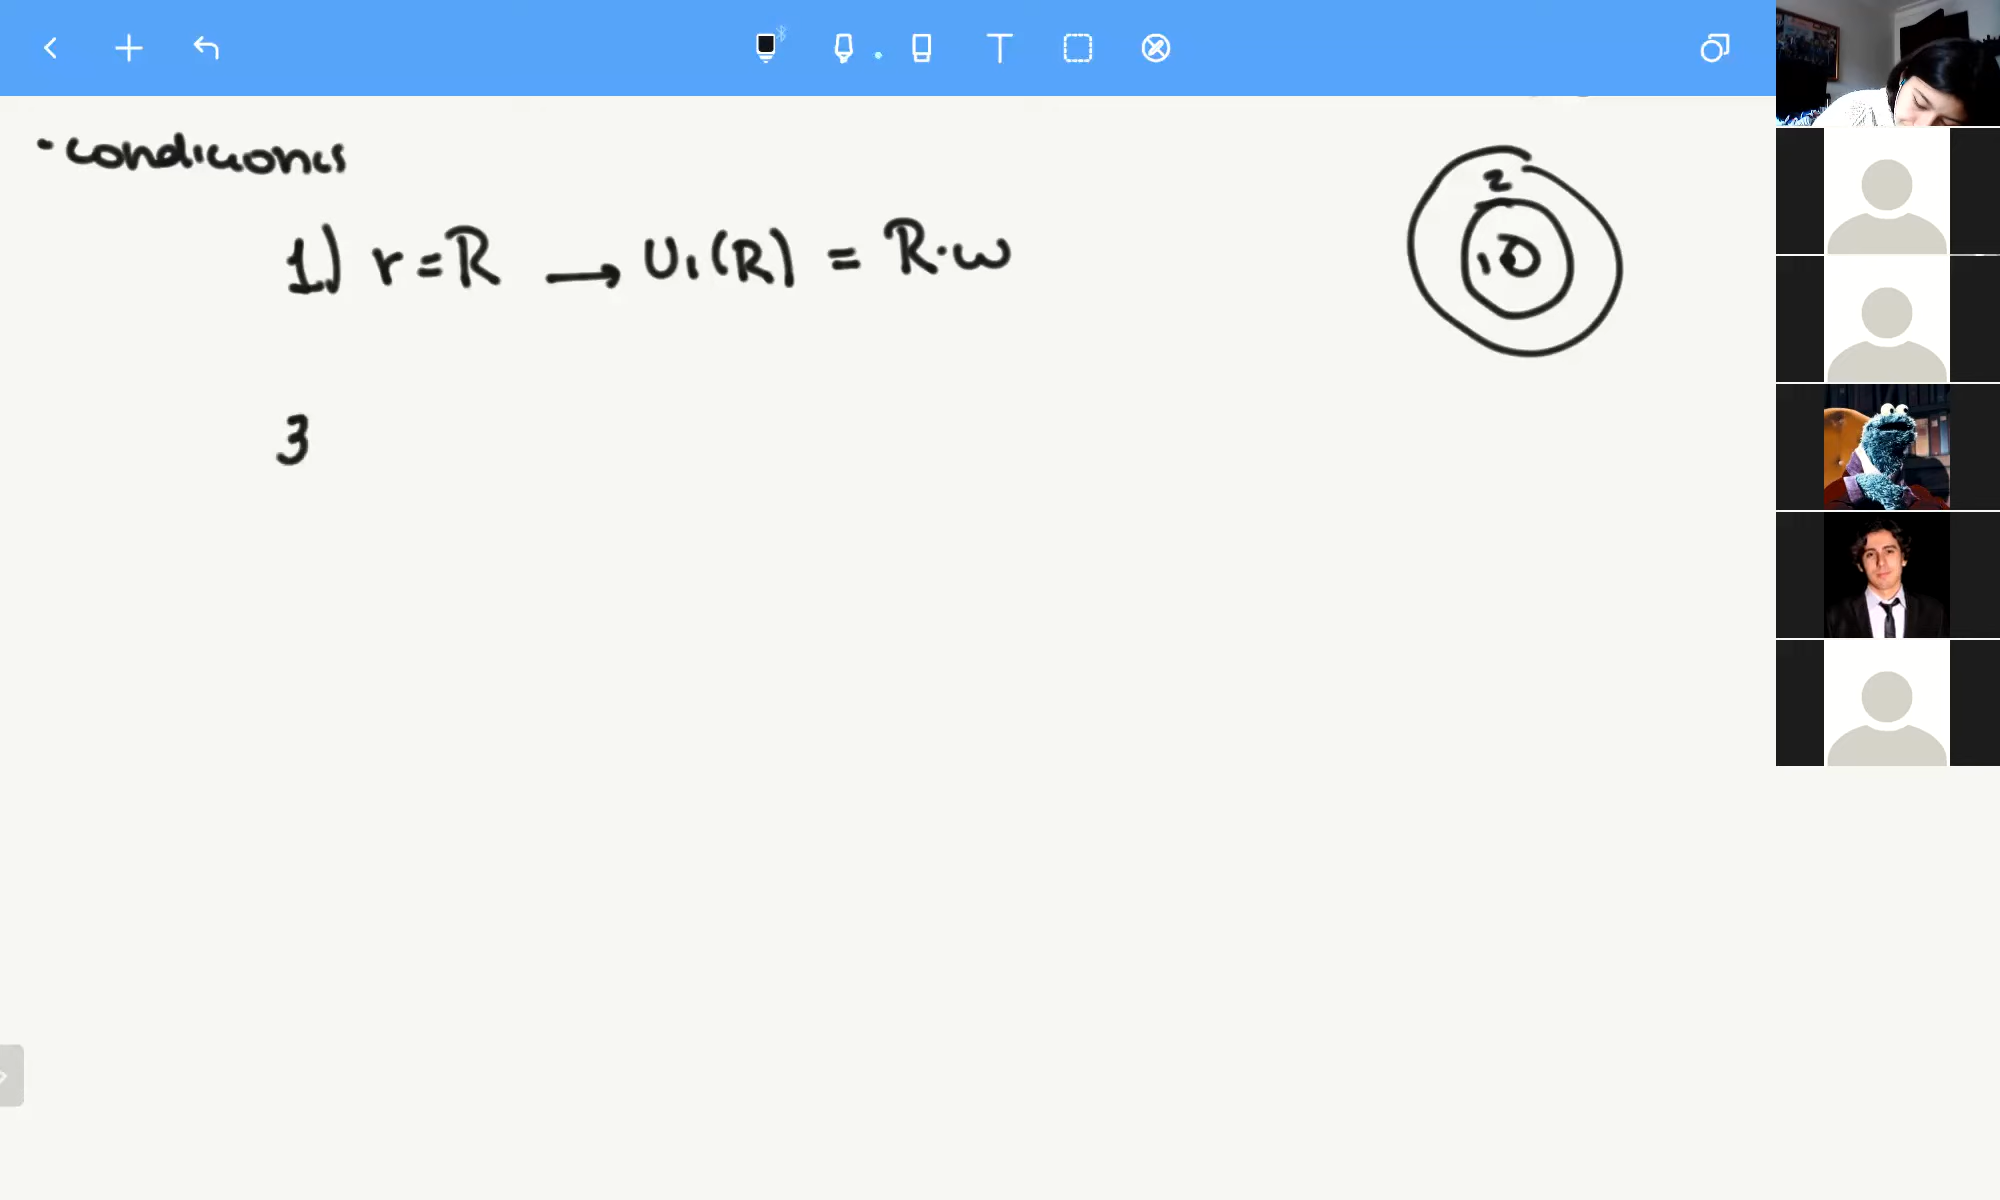 · condiciones
1) r = R → U₁(R) = R·w
2
1
3